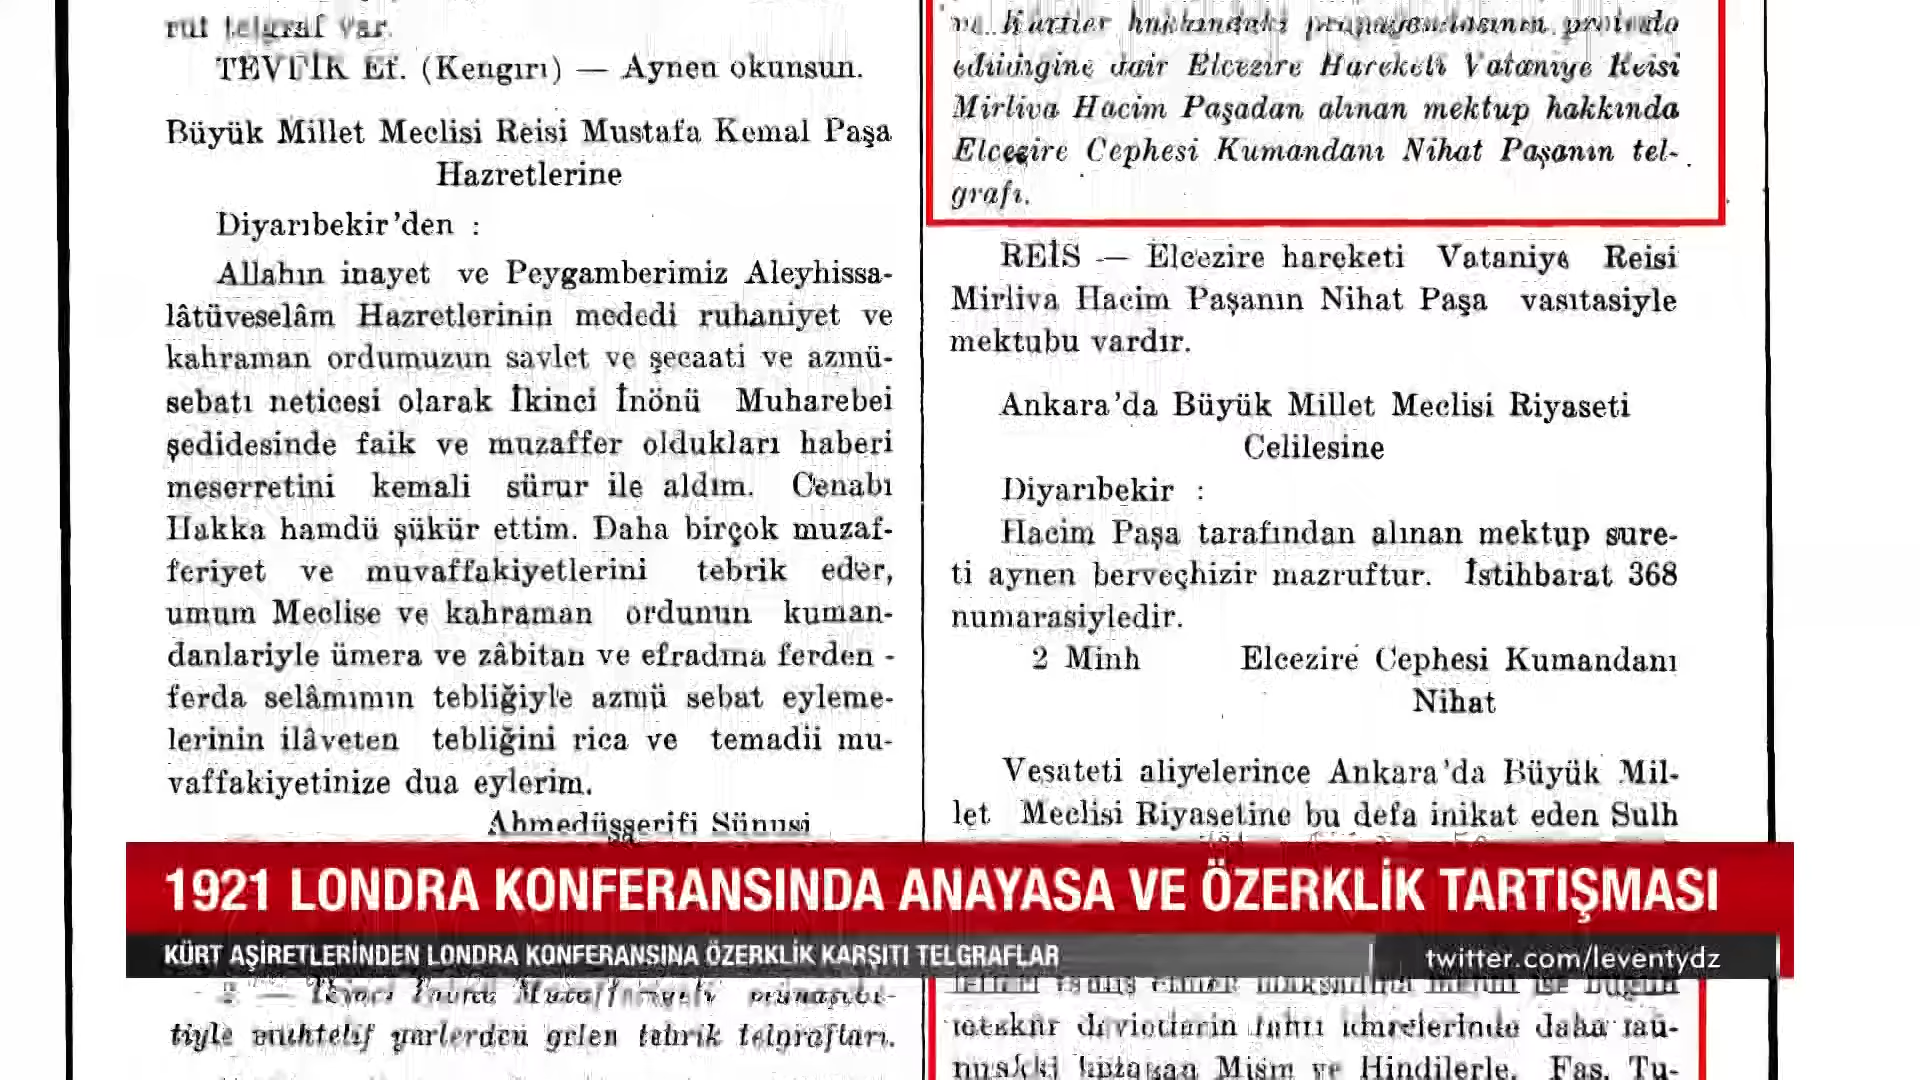 rut telgraf var.
TEVFİK Ef. (Kengırı) — Aynen okunsun.
Büyük Millet Meclisi Reisi Mustafa Kemal Paşa
Hazretlerine
Diyarıbekir'den :
Allahın inayet ve Peygamberimiz Aleyhissa-
lâtüveselâm Hazretlerinin mededi ruhaniyet ve
kahraman ordumuzun savlet ve şecaati ve azmü-
sebatı neticesi olarak İkinci İnönü Muharebei
şedidesinde faik ve muzaffer oldukları haberi
meserretini kemali sürur ile aldım. Cenabı
Hakka hamdü şükür ettim. Daha birçok muzaf-
feriyet ve muvaffakiyetlerini tebrik eder,
umum Meclise ve kahraman ordunun kuman-
danlariyle ümera ve zâbitan ve efradına ferden -
ferda selâmımın tebliğiyle azmü sebat eyleme-
lerinin ilâveten tebliğini rica ve temadii mu-
vaffakiyetinize dua eylerim.
Ahmedüşşerifi Sünusi
2 — İkinci
tiyle muhtelif yerlerden gelen tebrik telgrafları.
ve Kürtler hakkındaki
edildiğine dair Elcezire Hareketi Vataniye Reisi
Mirliva Hacim Paşadan alınan mektup hakkında
Elcezire Cephesi Kumandanı Nihat Paşanın tel-
grafı.
REİS — Elcezire hareketi Vataniye Reisi
Mirliva Hacim Paşanın Nihat Paşa vasıtasiyle
mektubu vardır.
Ankara'da Büyük Millet Meclisi Riyaseti
Celilesine
Diyarıbekir :
Hacim Paşa tarafından alınan mektup sure-
ti aynen berveçhizir mazruftur. İstihbarat 368
numarasiyledir.
2 Minh Elcezire Cephesi Kumandanı
Nihat
Vesateti aliyelerince Ankara'da Büyük Mil-
let Meclisi Riyasetine bu defa inikat eden Sulh
daha
Mısır ve Hindilerle, Fas, Tu-
1921 LONDRA KONFERANSINDA ANAYASA VE ÖZERKLİK TARTIŞMASI
KÜRT AŞİRETLERİNDEN LONDRA KONFERANSINA ÖZERKLİK KARŞITI TELGRAFLAR
twitter.com/leventydz